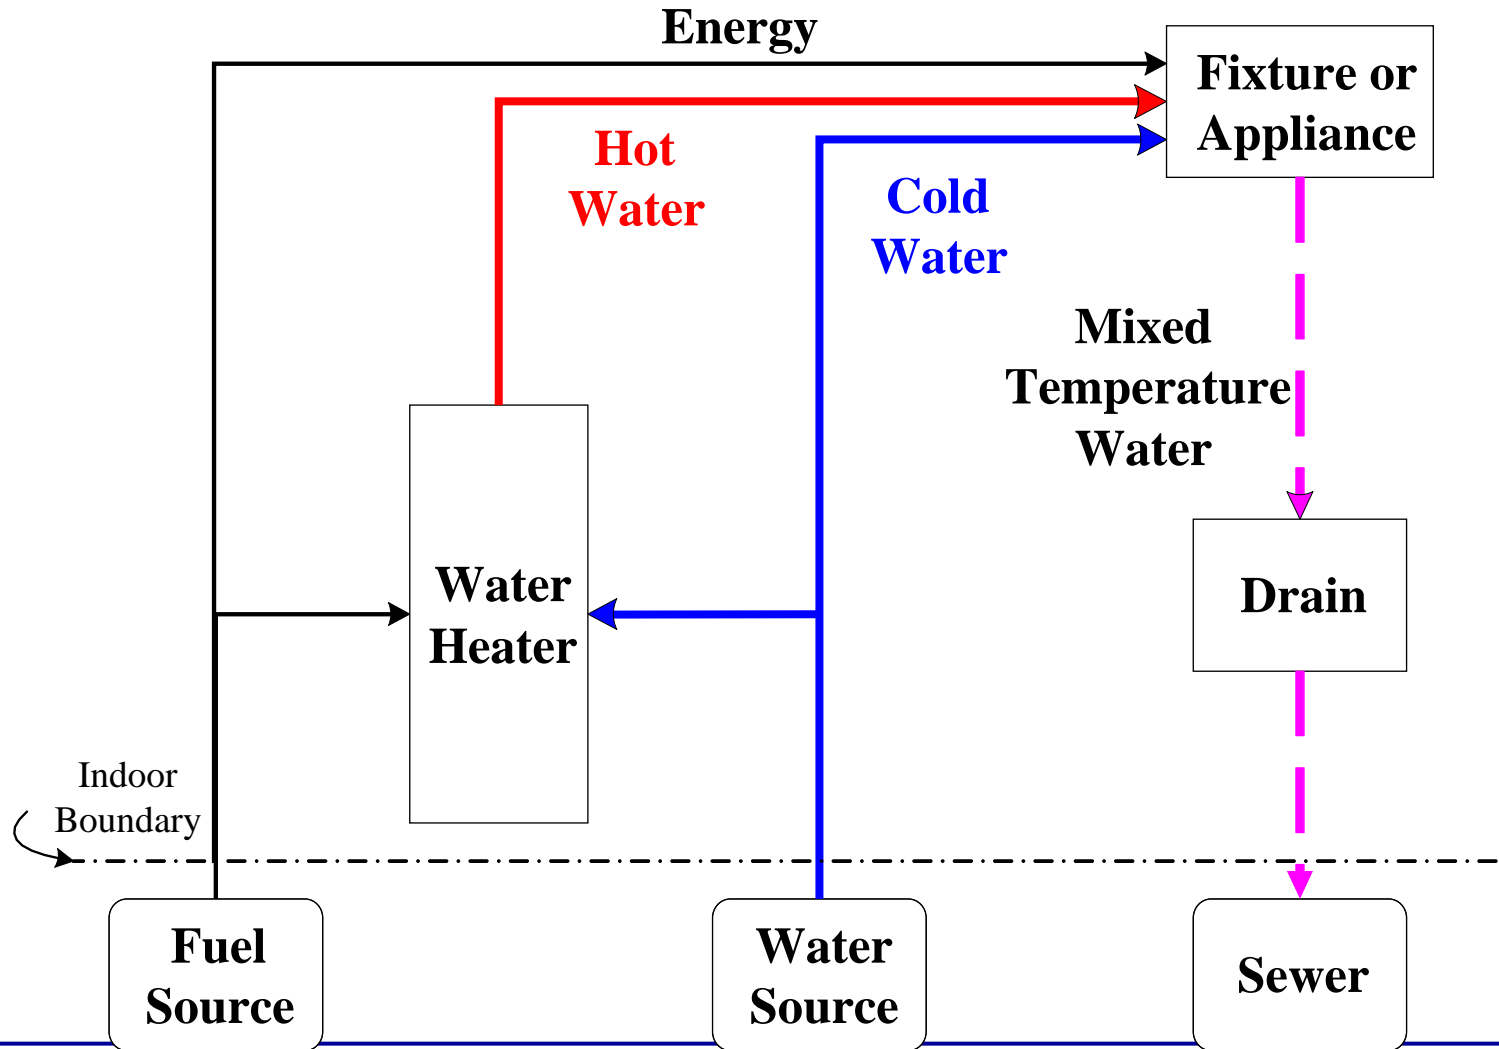 Energy
Fixture or
Appliance
Hot
Water
Cold
Water
Mixed
Temperature
Water
Water
Heater
Drain
Indoor
Boundary
Fuel
Source
Water
Source
Sewer